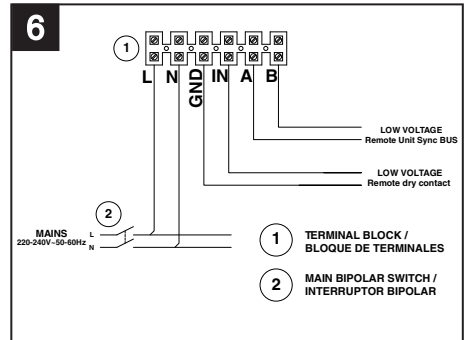 6
1
L N GND IN A B
LOW VOLTAGE
Remote Unit Sync BUS
LOW VOLTAGE
Remote dry contact
2
MAINS
220-240V~50-60Hz
L
N
1 TERMINAL BLOCK /
BLOQUE DE TERMINALES
2 MAIN BIPOLAR SWITCH /
INTERRUPTOR BIPOLAR